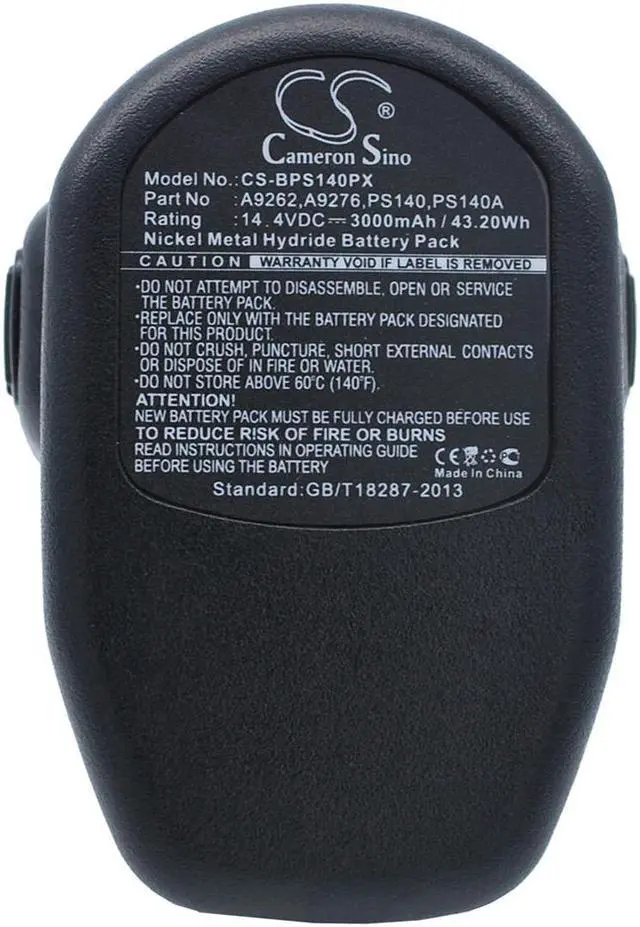 CS®
Cameron Sino
Model No.:CS-BPS140PX
Part No :A9262,A9276,PS140,PS140A
Rating :14.4VDC⎓3000mAh / 43.20Wh
Nickel Metal Hydride Battery Pack
CAUTION WARRANTY VOID IF LABEL IS REMOVED
·DO NOT ATTEMPT TO DISASSEMBLE, OPEN OR SERVICE
THE BATTERY PACK.
·REPLACE ONLY WITH THE BATTERY PACK DESIGNATED
FOR THIS PRODUCT.
·DO NOT CRUSH, PUNCTURE, SHORT EXTERNAL CONTACTS
OR DISPOSE OF IN FIRE OR WATER.
·DO NOT STORE ABOVE 60°C (140°F).
ATTENTION!
NEW BATTERY PACK MUST BE FULLY CHARGED BEFORE USE
TO REDUCE RISK OF FIRE OR BURNS
READ INSTRUCTIONS IN OPERATING GUIDE
BEFORE USING THE BATTERY
CE
Made In China
Standard:GB/T18287-2013